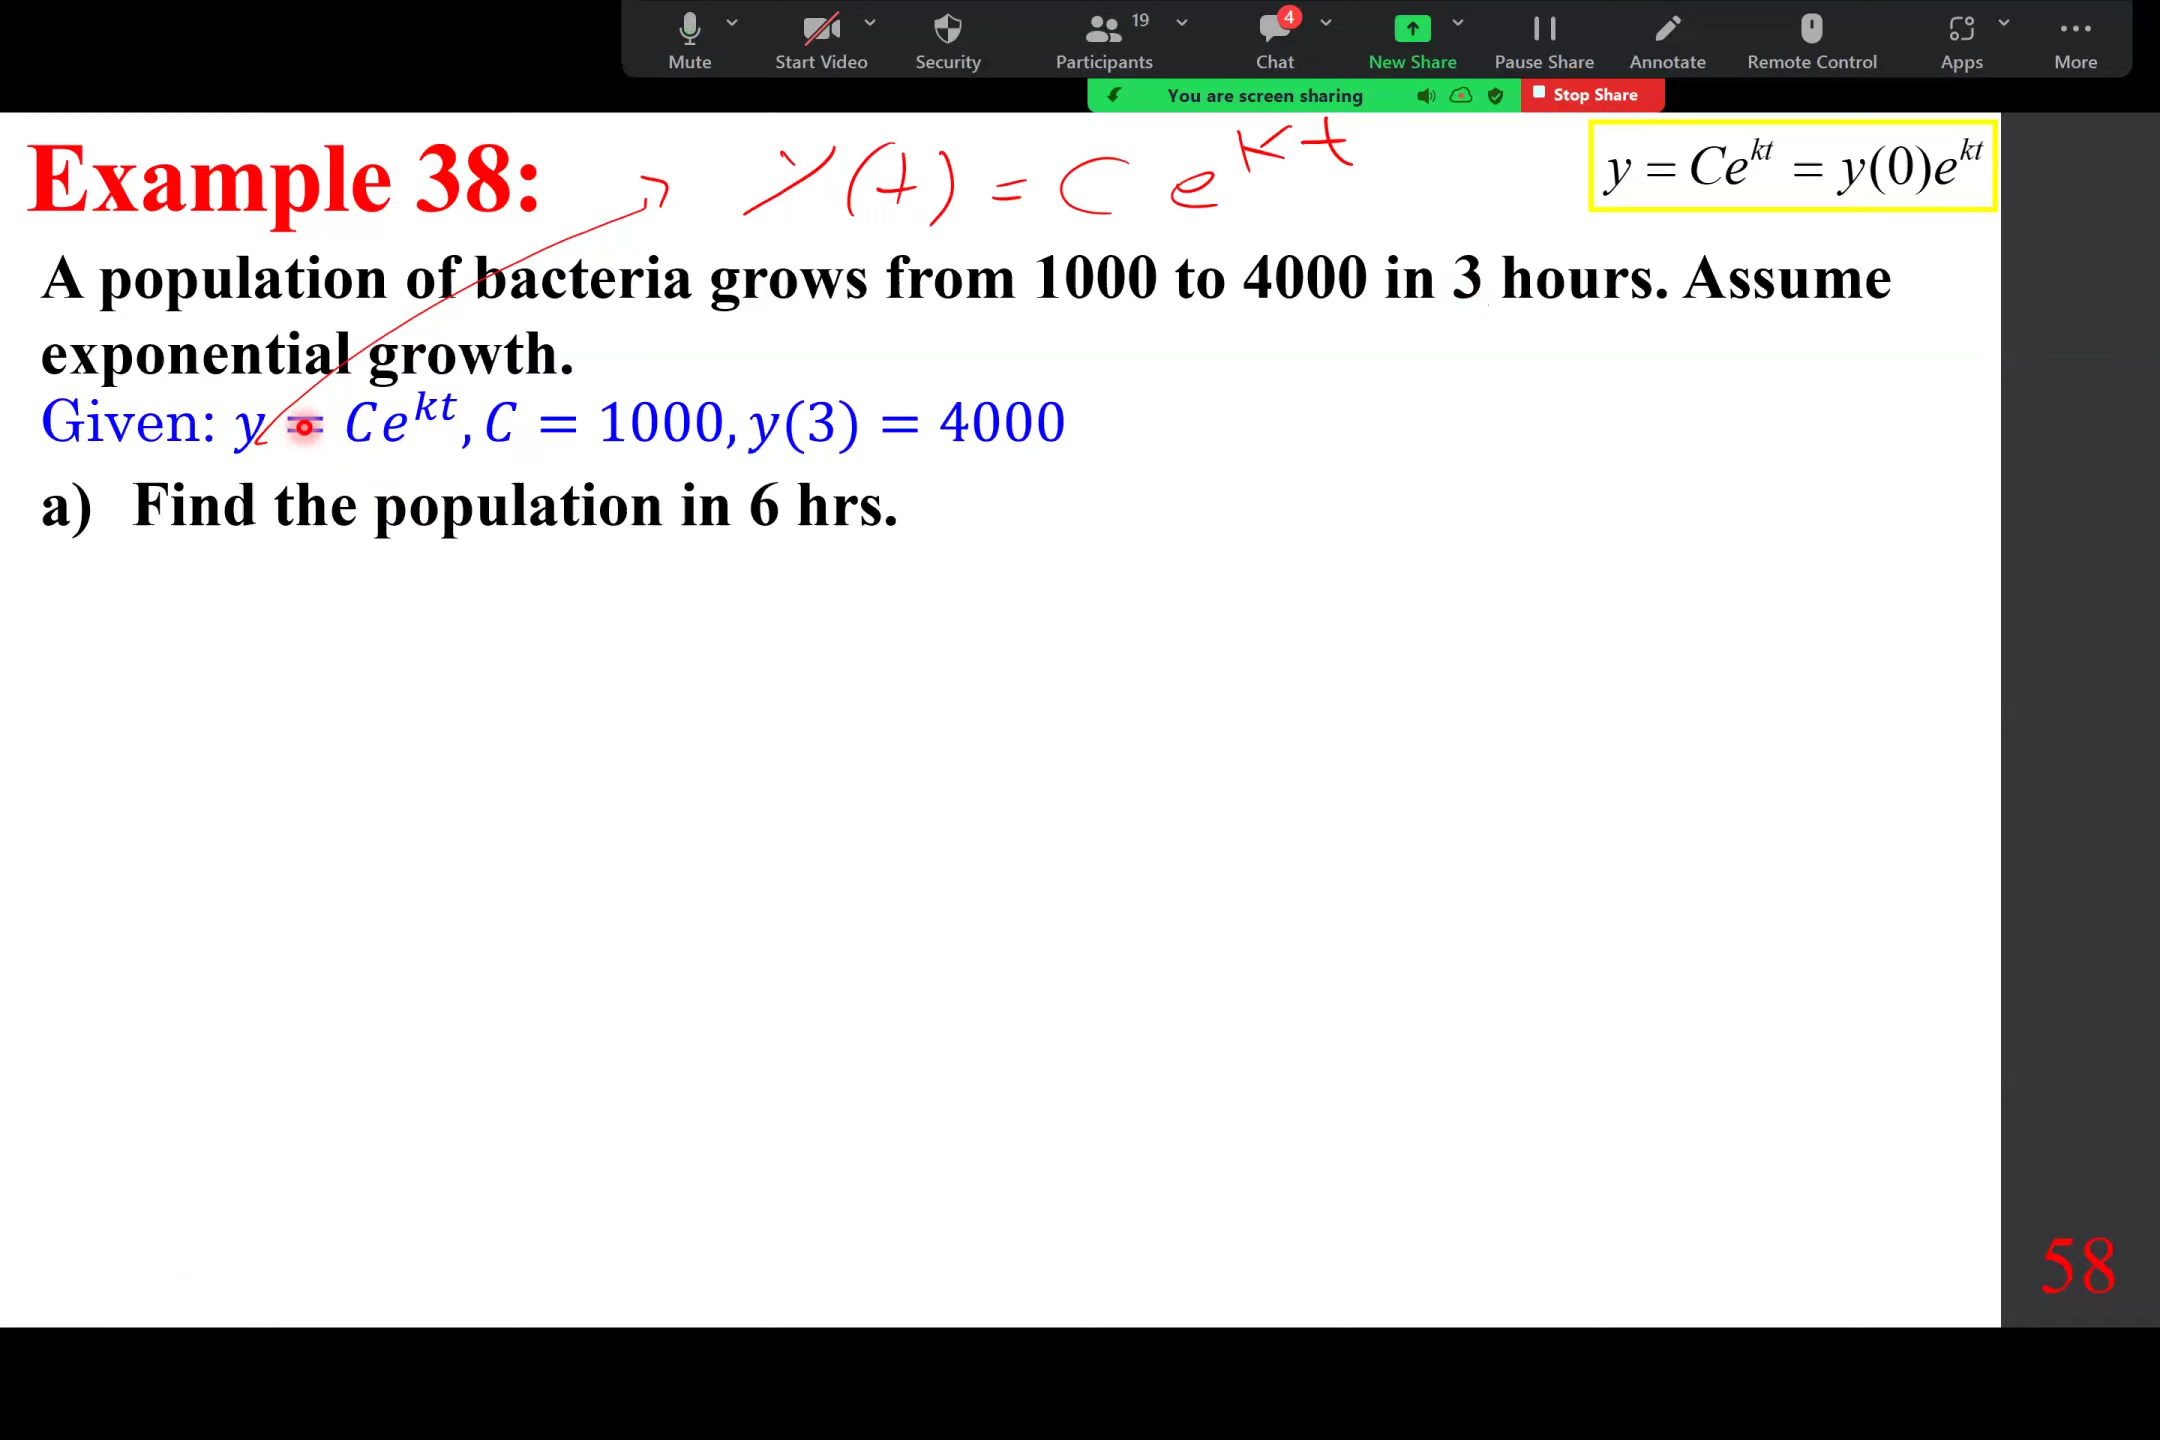 Mute
Start Video
Security
Participants 19
Chat 4
New Share
Pause Share
Annotate
Remote Control
Apps
More
You are screen sharing
Stop Share
Example 38:
y(t) = C e^{kt}
y = Ce^{kt} = y(0)e^{kt}
A population of bacteria grows from 1000 to 4000 in 3 hours. Assume
exponential growth.
Given: y = Ce^{kt}, C = 1000, y(3) = 4000
a) Find the population in 6 hrs.
58